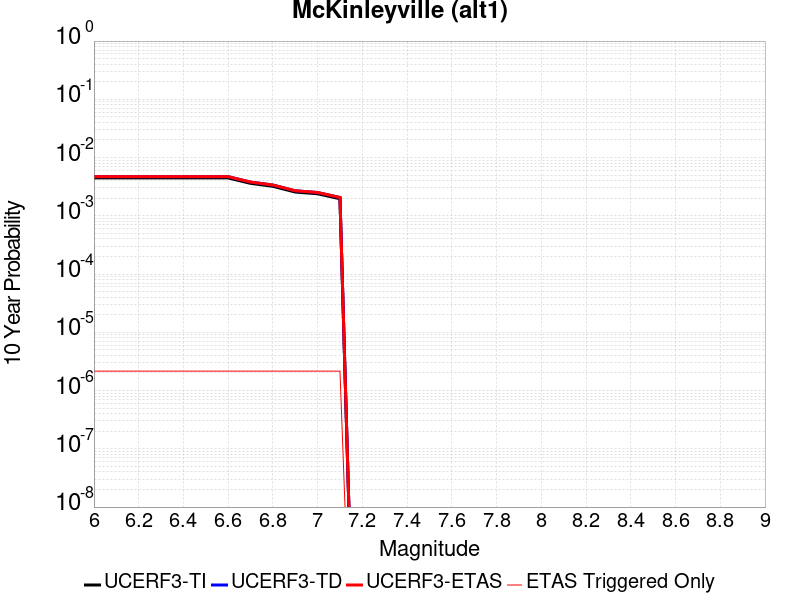 McKinleyville (alt1)
10 0
10 -1
10 -2
10 -3
10 -4
10 -5
10 -6
10 -7
10 -8
10 Year Probability
6 6.2 6.4 6.6 6.8 7 7.2 7.4 7.6 7.8 8 8.2 8.4 8.6 8.8 9
Magnitude
UCERF3-TI UCERF3-TD UCERF3-ETAS ETAS Triggered Only